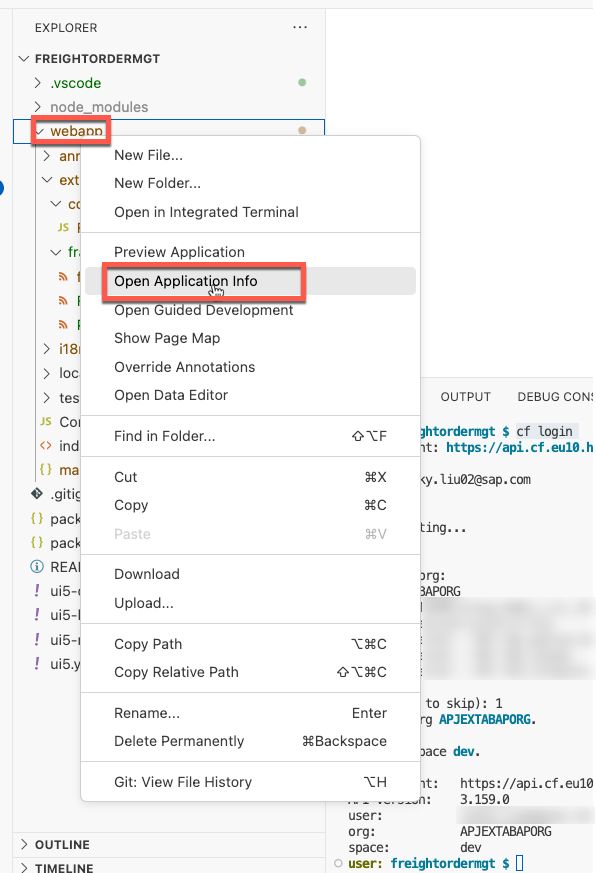 EXPLORER
...
FREIGHTORDERMGT
.vscode
node_modules
webapp
ann
ext
co
JS
fra
f
i18n
loc
tes
JS Con
<> ind
{} ma
.gitig
{} pack
{} pack
REA
! ui5-
! ui5-l
! ui5-
! ui5.y
OUTLINE
TIMELINE
New File...
New Folder...
Open in Integrated Terminal
Preview Application
Open Application Info
Open Guided Development
Show Page Map
Override Annotations
Open Data Editor
Find in Folder... ⇧⌥F
Cut ⌘X
Copy ⌘C
Paste ⌘V
Download
Upload...
Copy Path ⌥⌘C
Copy Relative Path ⇧⌥⌘C
Rename... Enter
Delete Permanently ⌘Backspace
Git: View File History ⌥H
OUTPUT DEBUG CONS
ghtordermgt $ cf login
nt: https://api.cf.eu10.h
ky.liu02@sap.com
ting...
org:
TABAPORG
to skip): 1
rg APJEXTABAPORG.
pace dev.
nt: https://api.cf.eu10
API version: 3.159.0
user:
org: APJEXTABAPORG
space: dev
user: freightordermgt $